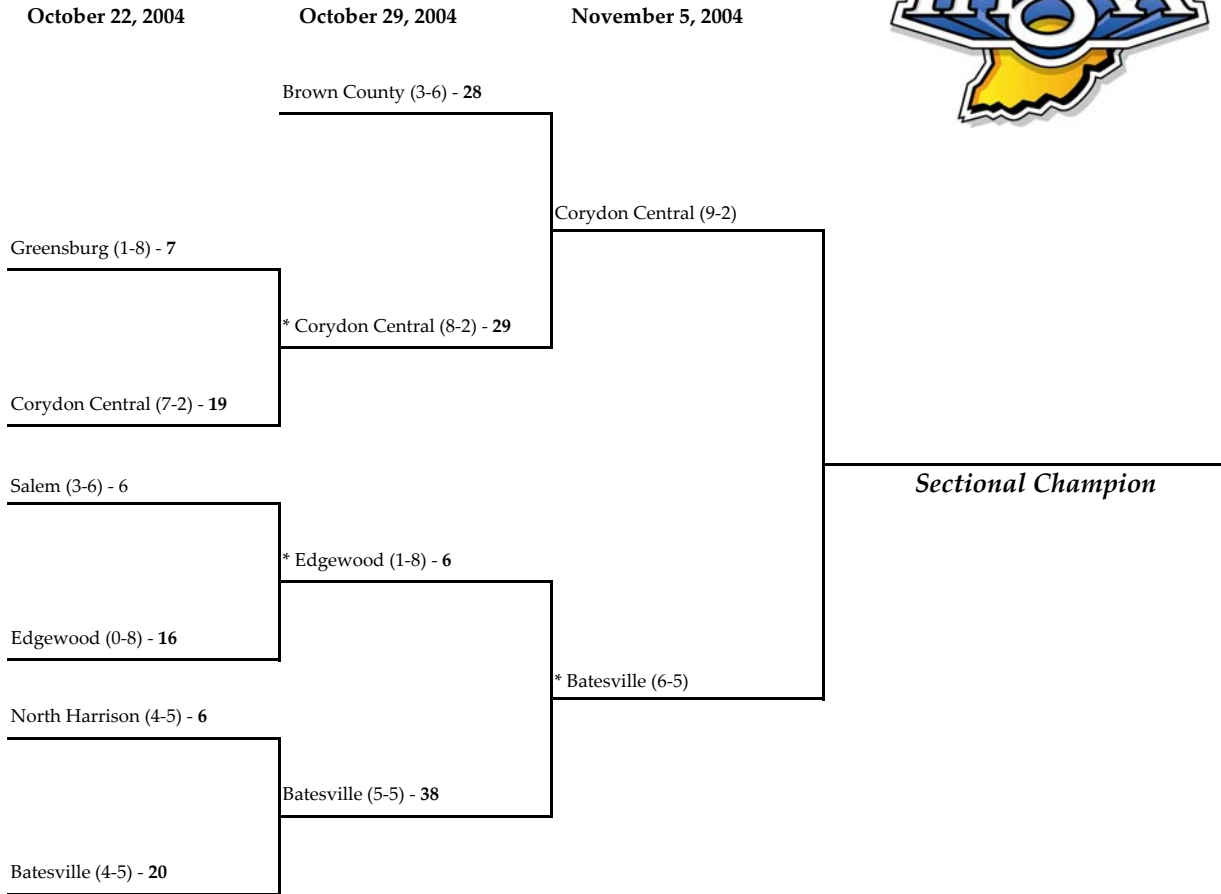 October 22, 2004 October 29, 2004 November 5, 2004
Brown County (3-6) - 28
Corydon Central (9-2)
Greensburg (1-8) - 7
* Corydon Central (8-2) - 29
Corydon Central (7-2) - 19
Sectional Champion
Salem (3-6) - 6
* Edgewood (1-8) - 6
Edgewood (0-8) - 16
* Batesville (6-5)
North Harrison (4-5) - 6
Batesville (5-5) - 38
Batesville (4-5) - 20